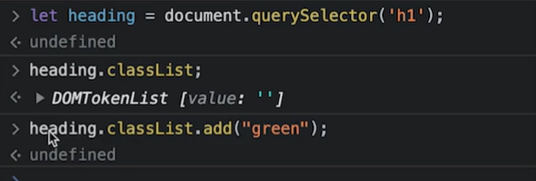 > let heading = document.querySelector('h1');
<· undefined
> heading.classList;
<· ▶ DOMTokenList [value: '']
> heading.classList.add("green");
<· undefined